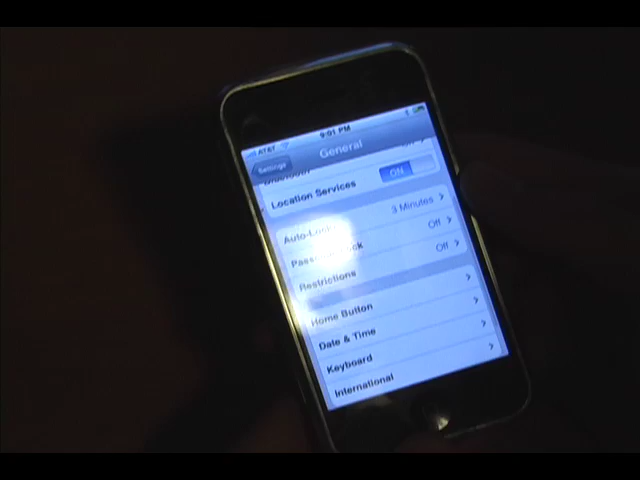 AT&T 9:01 PM
Settings General
Bluetooth
Location Services ON
Auto-Lock 3 Minutes
Passcode Lock Off
Restrictions Off
Home Button
Date & Time
Keyboard
International